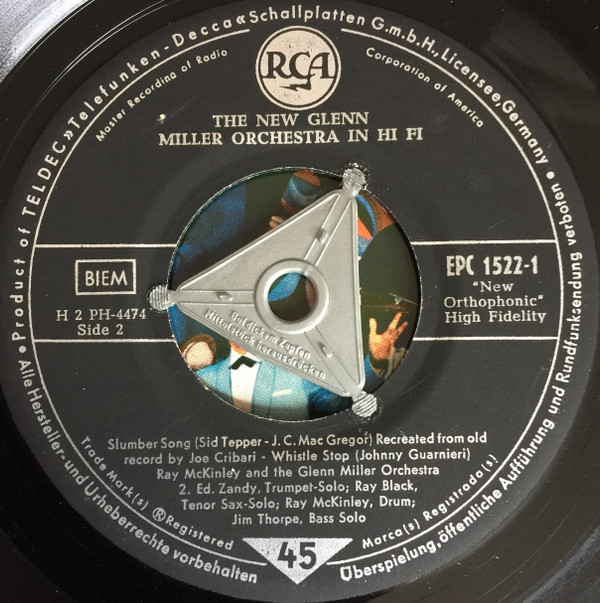 • Product of TELDEC »Telefunken - Decca« Schallplatten G.m.b.H., Licensee, Germany •
Master Recording of Radio Corporation of America
RCA
THE NEW GLENN
MILLER ORCHESTRA IN HI FI
BIEM
H 2 PH-4474
Side 2
EPC 1522-1
"New
Orthophonic"
High Fidelity
Bei dickem Zapfen
Mittelstück herausdrücken
Slumber Song (Sid Tepper - J. C. Mac Gregor) Recreated from old
record by Joe Cribari - Whistle Stop (Johnny Guarnieri)
Ray McKinley and the Glenn Miller Orchestra
2. Ed. Zandy, Trumpet-Solo; Ray Black,
Tenor Sax-Solo; Ray McKinley, Drum;
Jim Thorpe, Bass Solo
Trade Mark(s) ®Registered
Marca(s) Registrada(s)
45
Alle Hersteller- und Urheberrechte vorbehalten
Überspielung, öffentliche Aufführung und Rundfunksendung verboten